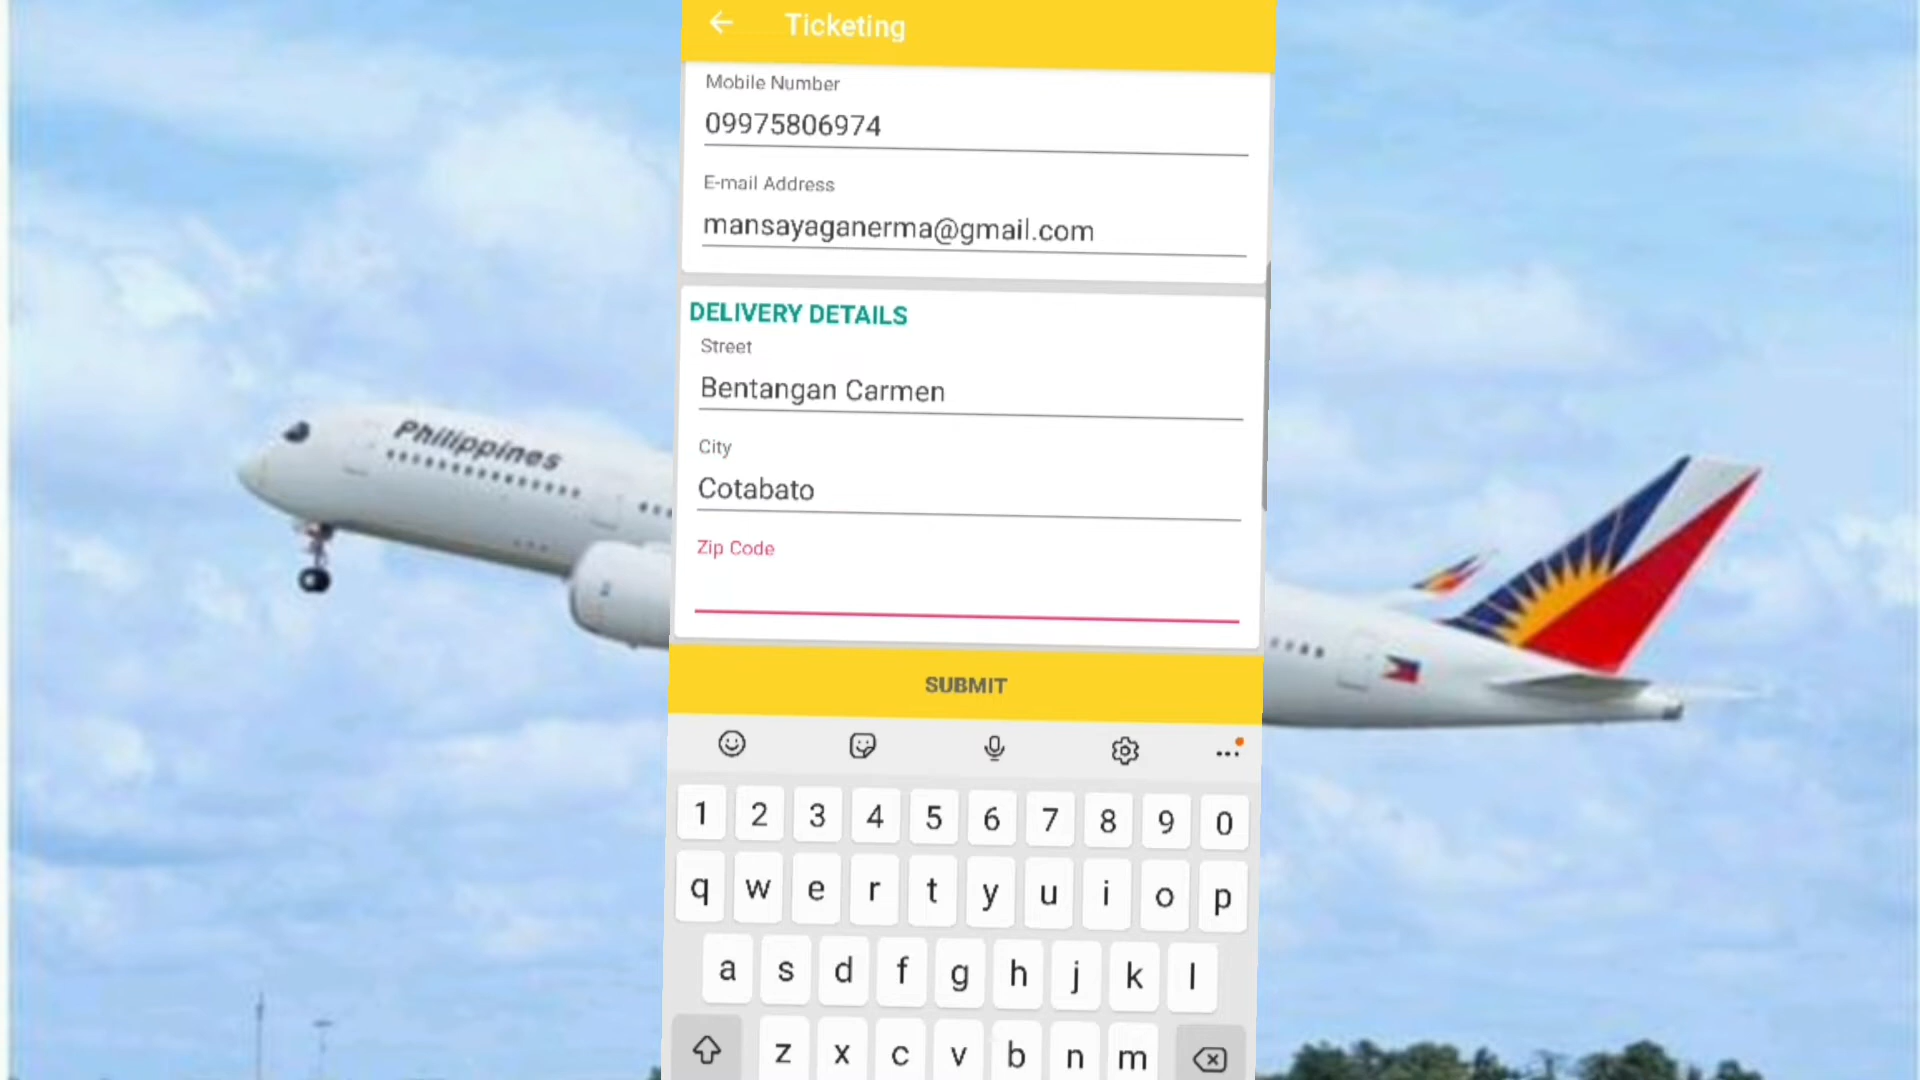 Ticketing
Mobile Number
09975806974
E-mail Address
mansayaganerma@gmail.com
DELIVERY DETAILS
Street
Bentangan Carmen
City
Cotabato
Zip Code
SUBMIT
1 2 3 4 5 6 7 8 9 0
q w e r t y u i o p
a s d f g h j k l
z x c v b n m
Philippines